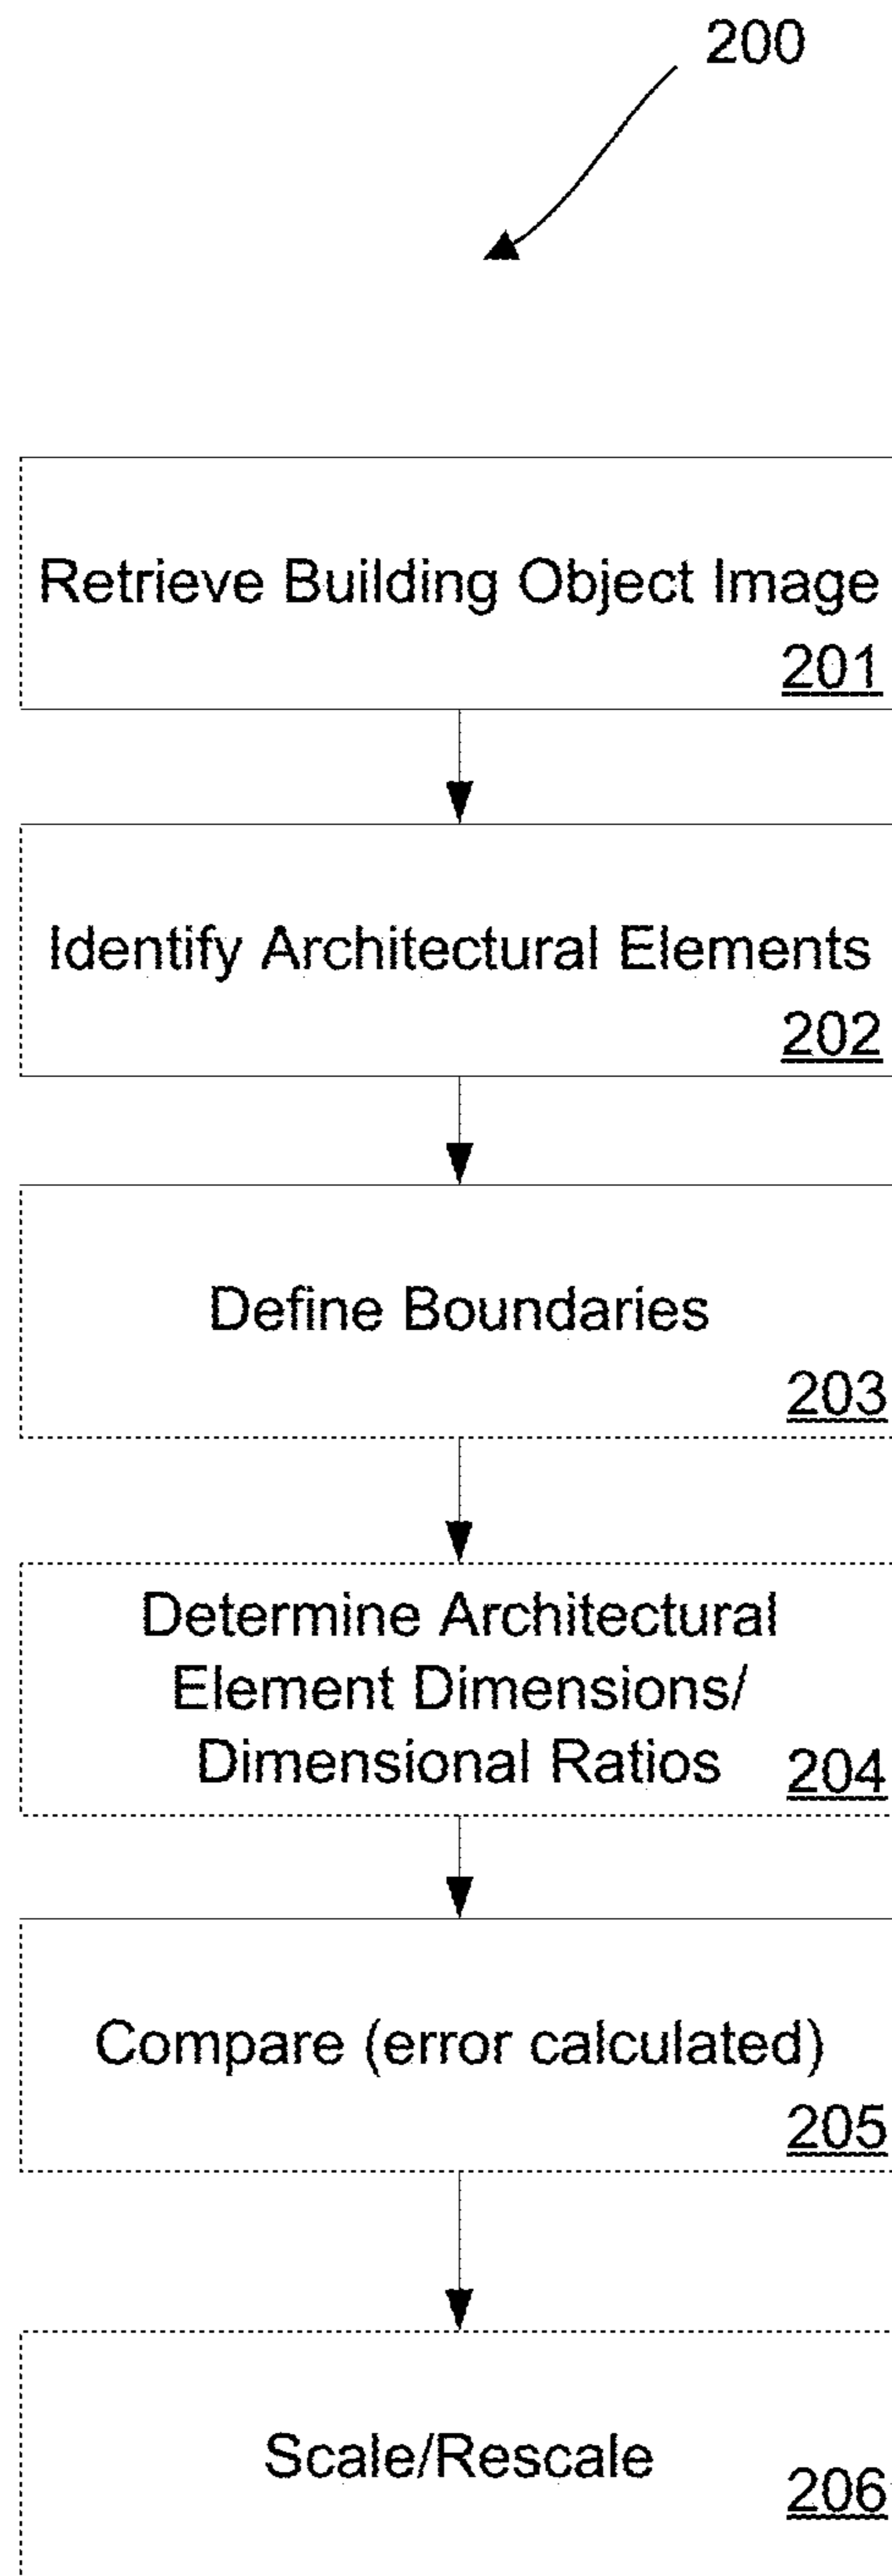 200
Retrieve Building Object Image
201
Identify Architectural Elements
202
Define Boundaries
203
Determine Architectural
Element Dimensions/
Dimensional Ratios
204
Compare (error calculated)
205
Scale/Rescale
206